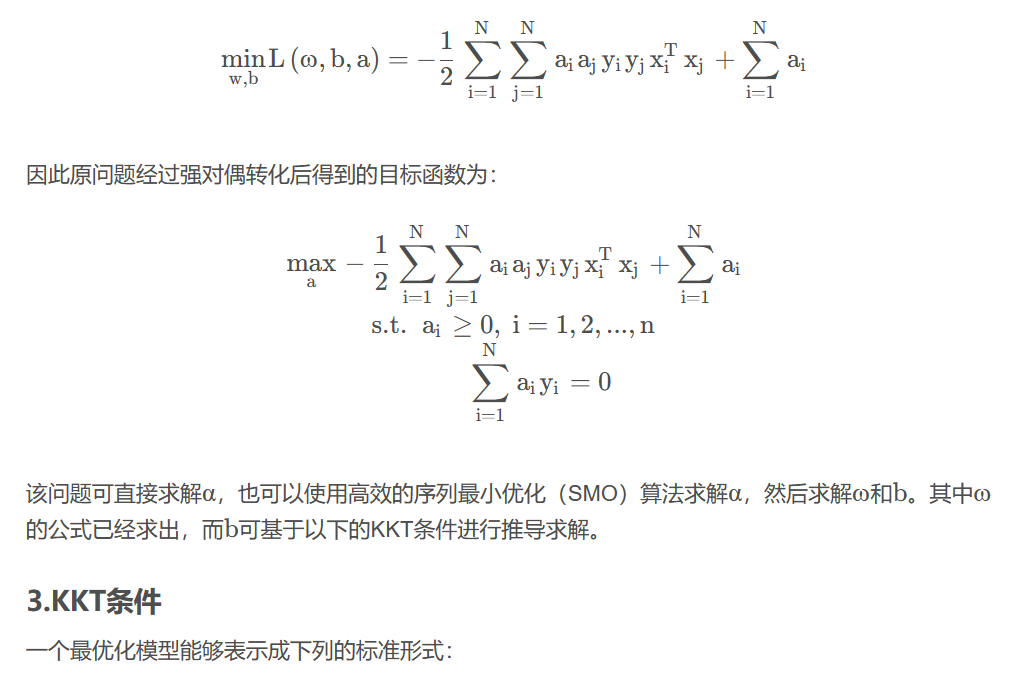 min_{w,b} L (ω, b, a) = −\frac{1}{2} \sum_{i=1}^{N} \sum_{j=1}^{N} a_i a_j y_i y_j x_i^T x_j + \sum_{i=1}^{N} a_i
因此原问题经过强对偶转化后得到的目标函数为：
max_a − \frac{1}{2} \sum_{i=1}^{N} \sum_{j=1}^{N} a_i a_j y_i y_j x_i^T x_j + \sum_{i=1}^{N} a_i
s.t. a_i ≥ 0, i = 1, 2, ..., n
\sum_{i=1}^{N} a_i y_i = 0
该问题可直接求解α，也可以使用高效的序列最小优化（SMO）算法求解α，然后求解ω和b。其中ω
的公式已经求出，而b可基于以下的KKT条件进行推导求解。
3.KKT条件
一个最优化模型能够表示成下列的标准形式：